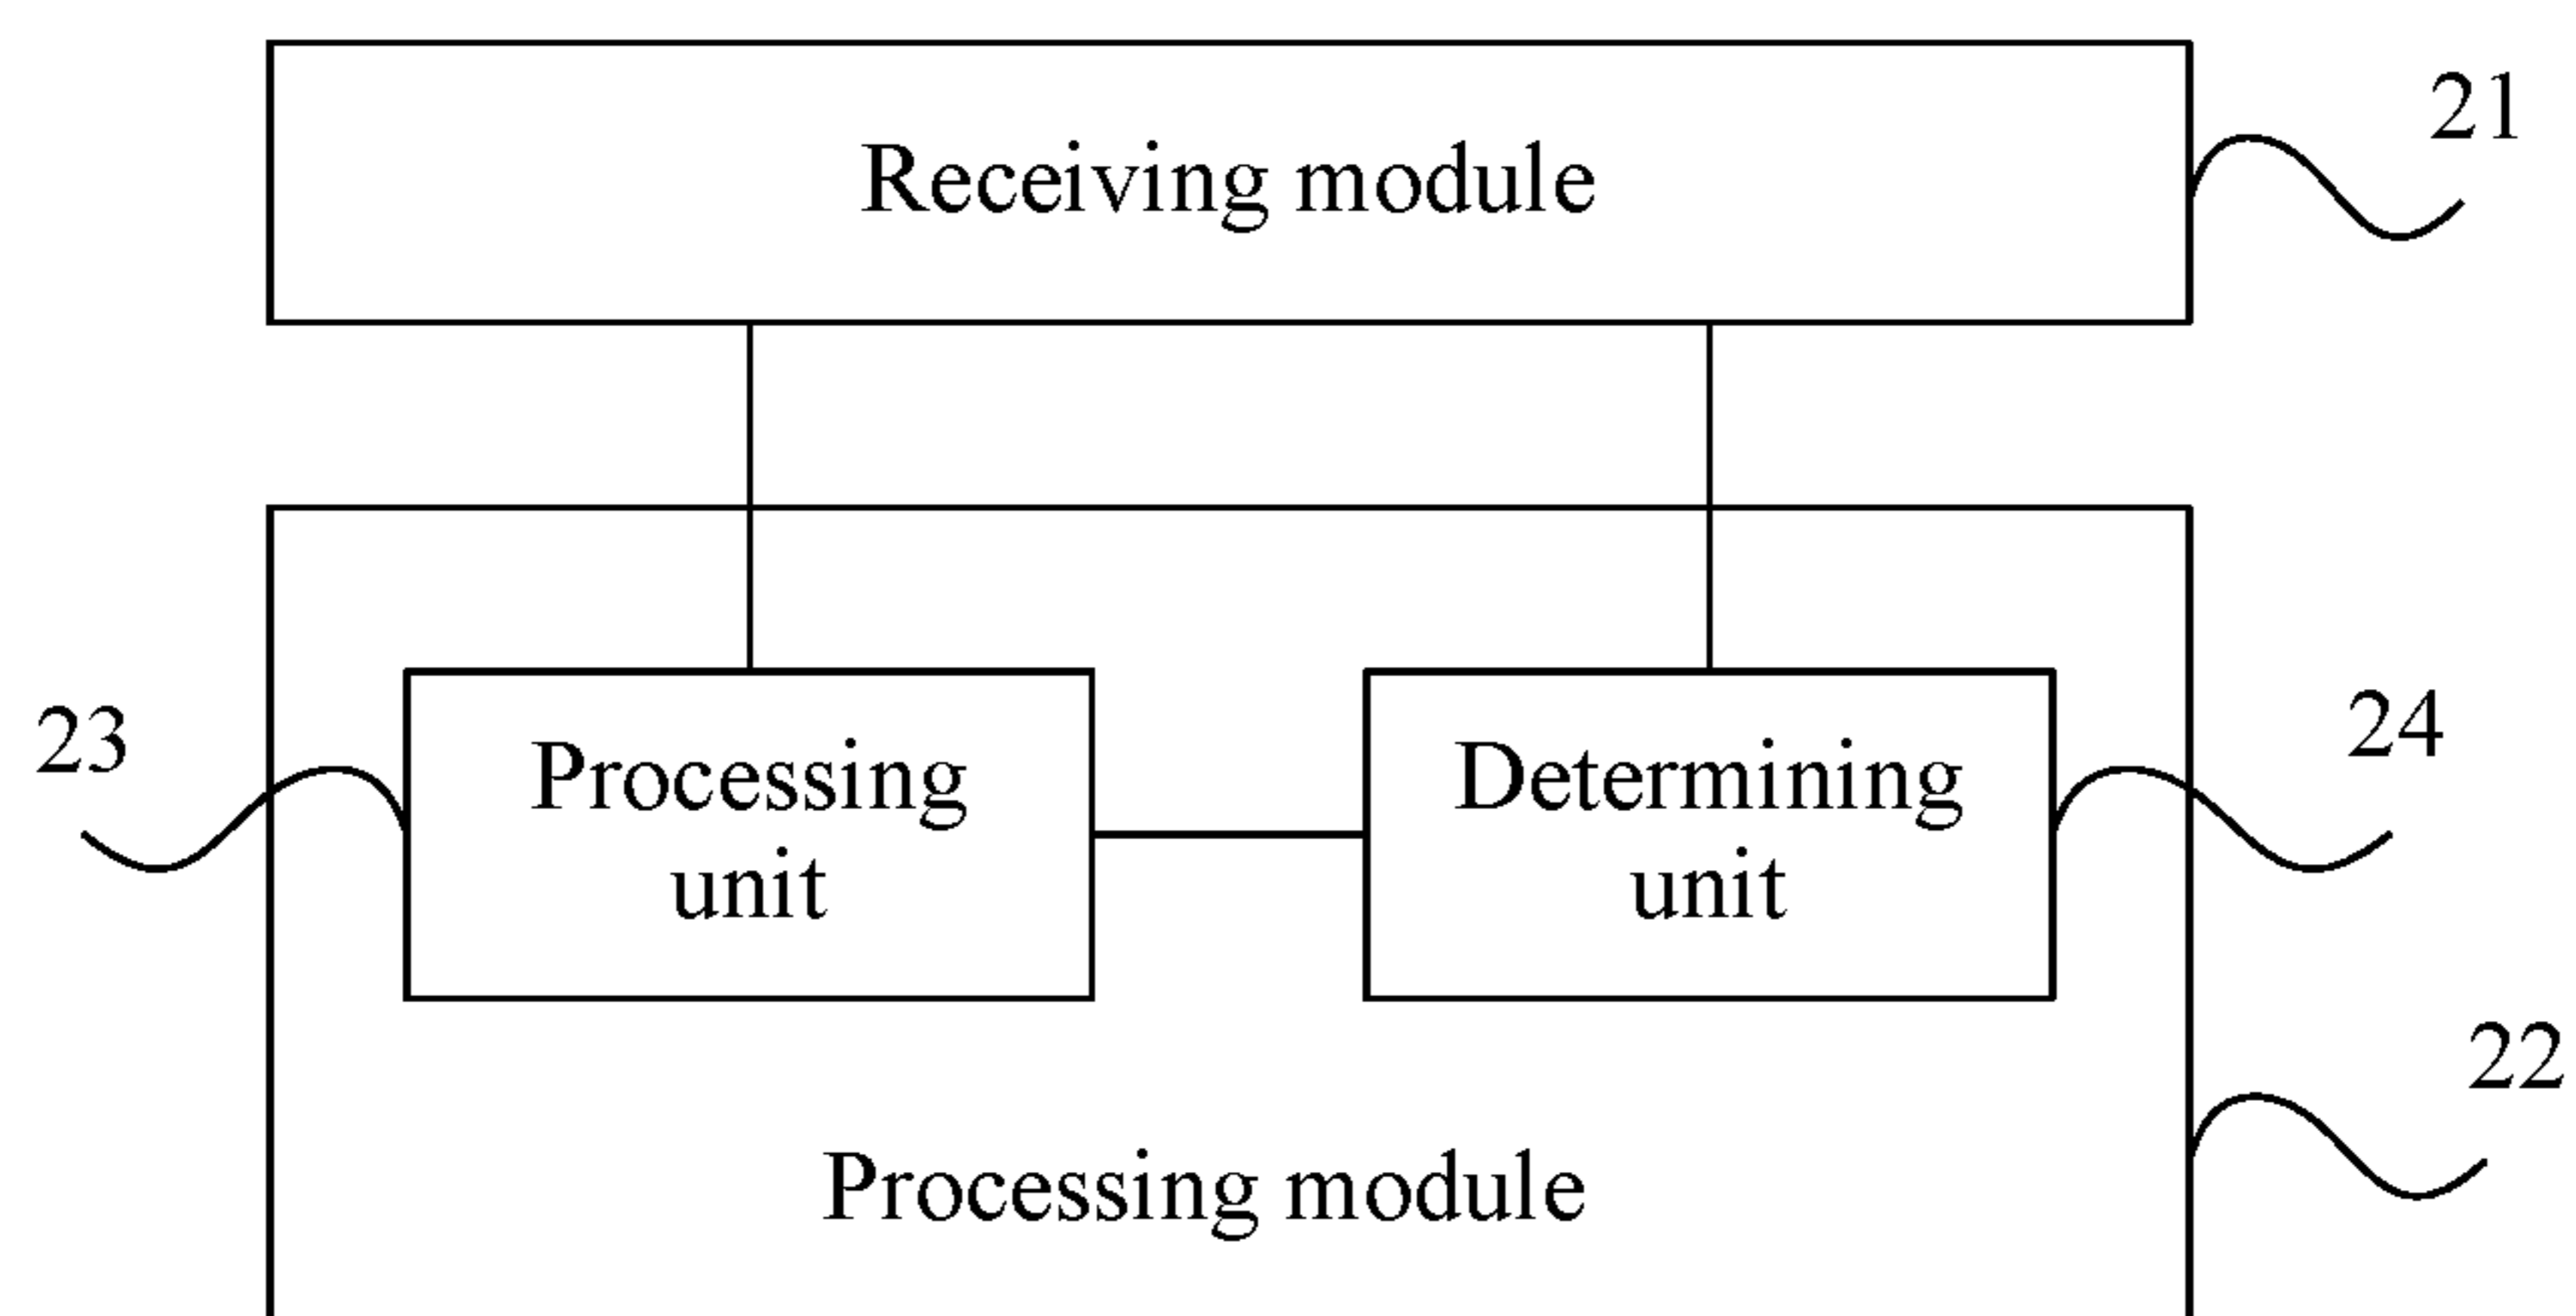 21
Receiving module
23
Processing
unit
Determining
unit
24
22
Processing module